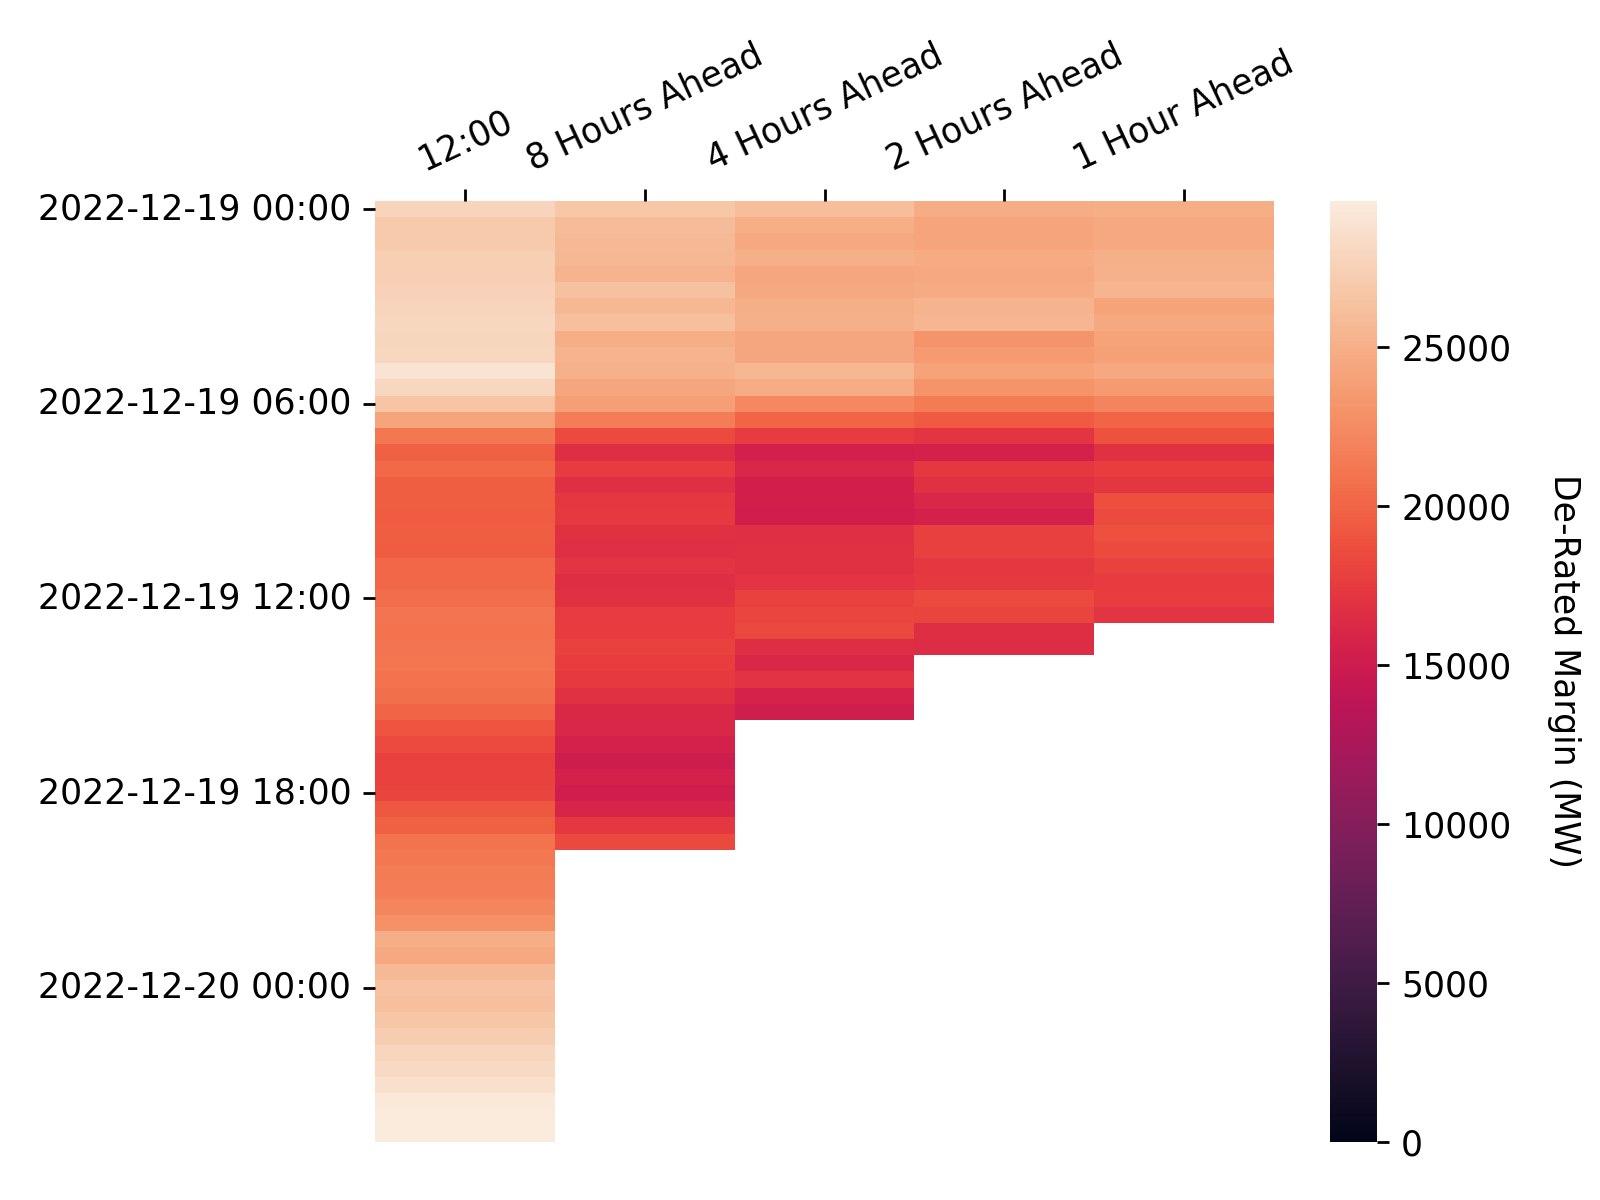 12:00
8 Hours Ahead
4 Hours Ahead
2 Hours Ahead
1 Hour Ahead
2022-12-19 00:00
2022-12-19 06:00
2022-12-19 12:00
2022-12-19 18:00
2022-12-20 00:00
25000
20000
15000
10000
5000
0
De-Rated Margin (MW)